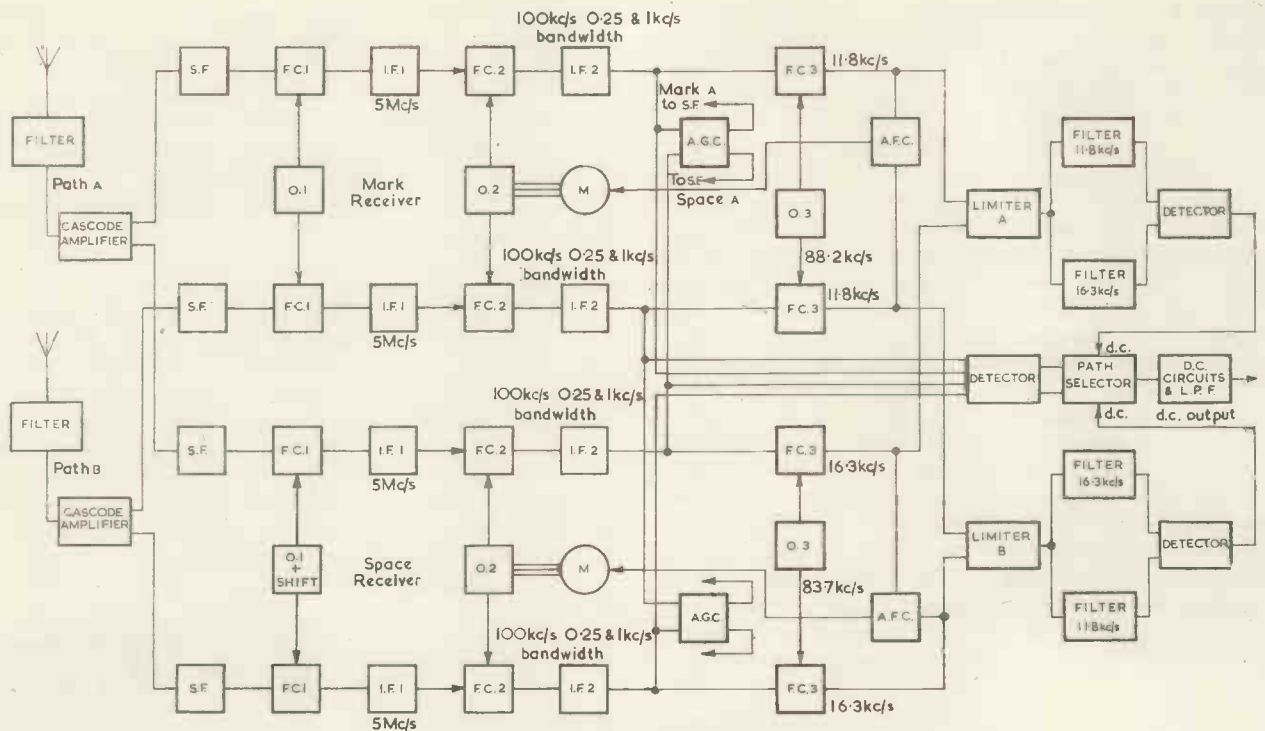 100kc/s 0·25 & 1kc/s
bandwidth
S.F.
F.C.1
I.F.1
5Mc/s
F.C.2
I.F.2
F.C.3
11·8kc/s
Mark A
to S.F.
A.G.C.
To S.F.
Space A
A.F.C.
FILTER
Path A
CASCODE
AMPLIFIER
O.1
Mark
Receiver
O.2
M
O.3
88·2kc/s
LIMITER
A
FILTER
11·8kc/s
FILTER
16·3kc/s
DETECTOR
100kc/s 0·25 & 1kc/s
bandwidth
S.F.
F.C.1
I.F.1
5Mc/s
F.C.2
I.F.2
F.C.3
11·8kc/s
DETECTOR
d.c.
PATH
SELECTOR
d.c.
D.C.
CIRCUITS
& L.P.F.
d.c. output
FILTER
Path B
CASCODE
AMPLIFIER
100kc/s 0·25 & 1kc/s
bandwidth
S.F.
F.C.1
I.F.1
5Mc/s
F.C.2
I.F.2
F.C.3
16·3kc/s
O.1
+
SHIFT
Space
Receiver
O.2
M
O.3
83·7kc/s
A.G.C.
A.F.C.
LIMITER
B
FILTER
16·3kc/s
FILTER
11·8kc/s
DETECTOR
100kc/s 0·25 & 1kc/s
bandwidth
S.F.
F.C.1
I.F.1
5Mc/s
F.C.2
I.F.2
F.C.3
16·3kc/s